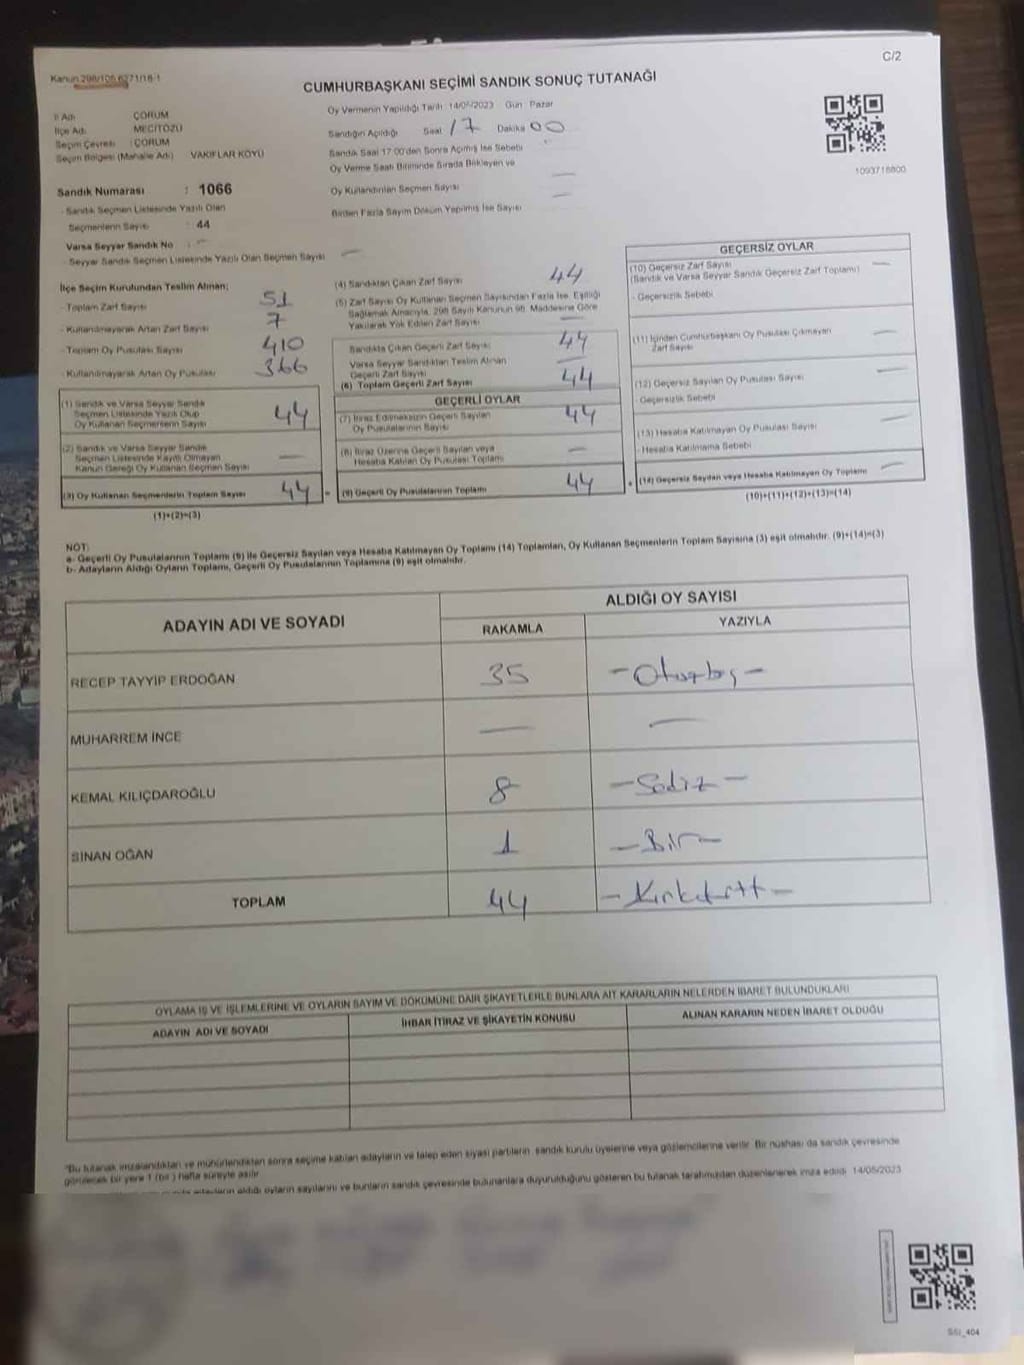 C/2
Kanun 298/105,6271/18-1
CUMHURBAŞKANI SEÇİMİ SANDIK SONUÇ TUTANAĞI
İl Adı : ÇORUM
İlçe Adı : MECİTÖZÜ
Seçim Çevresi : ÇORUM
Seçim Bölgesi (Mahalle Adı) : VAKIFLAR KÖYÜ
Sandık Numarası : 1066
- Sandık Seçmen Listesinde Yazılı Olan
Seçmenlerin Sayısı : 44
Varsa Seyyar Sandık No : —
- Seyyar Sandık Seçmen Listesinde Yazılı Olan Seçmen Sayısı —
Oy Vermenin Yapıldığı Tarih : 14/05/2023 Gün : Pazar
Sandığın Açıldığı Saat 17 Dakika 00
Sandık Saat 17:00'den Sonra Açılmış İse Sebebi
Oy Verme Saati Bitiminde Sırada Bekleyen ve
Oy Kullandırılan Seçmen Sayısı —
Birden Fazla Sayım Döküm Yapılmış İse Sayısı —
1093718800
İlçe Seçim Kurulundan Teslim Alınan;
- Toplam Zarf Sayısı 51
- Kullanılmayarak Artan Zarf Sayısı 7
- Toplam Oy Pusulası Sayısı 410
- Kullanılmayarak Artan Oy Pusulası 366
(1) Sandık ve Varsa Seyyar Sandık
Seçmen Listesinde Yazılı Olup
Oy Kullanan Seçmenlerin Sayısı 44
(2) Sandık ve Varsa Seyyar Sandık
Seçmen Listesinde Kayıtlı Olmayan
Kanun Gereği Oy Kullanan Seçmen Sayısı —
(3) Oy Kullanan Seçmenlerin Toplam Sayısı 44
(1)+(2)=(3)
(4) Sandıktan Çıkan Zarf Sayısı 44
(5) Zarf Sayısı Oy Kullanan Seçmen Sayısından Fazla İse, Eşitliği
Sağlamak Amacıyla, 298 Sayılı Kanunun 98. Maddesine Göre
Yakılarak Yok Edilen Zarf Sayısı —
Sandıkta Çıkan Geçerli Zarf Sayısı 44
Varsa Seyyar Sandıktan Teslim Alınan
Geçerli Zarf Sayısı —
(6) Toplam Geçerli Zarf Sayısı 44
GEÇERLİ OYLAR
(7) İtiraz Edilmeksizin Geçerli Sayılan
Oy Pusulalarının Sayısı 44
(8) İtiraz Üzerine Geçerli Sayılan veya
Hesaba Katılan Oy Pusulası Toplamı —
(9) Geçerli Oy Pusulalarının Toplamı 44
GEÇERSİZ OYLAR
(10) Geçersiz Zarf Sayısı —
(Sandık ve Varsa Seyyar Sandık Geçersiz Zarf Toplamı)
- Geçersizlik Sebebi
(11) İçinden Cumhurbaşkanı Oy Pusulası Çıkmayan
Zarf Sayısı —
(12) Geçersiz Sayılan Oy Pusulası Sayısı —
- Geçersizlik Sebebi
(13) Hesaba Katılmayan Oy Pusulası Sayısı —
- Hesaba Katılmama Sebebi
(14) Geçersiz Sayılan veya Hesaba Katılmayan Oy Toplamı —
(10)+(11)+(12)+(13)=(14)
NOT:
a- Geçerli Oy Pusulalarının Toplamı (9) ile Geçersiz Sayılan veya Hesaba Katılmayan Oy Toplamı (14) Toplamları, Oy Kullanan Seçmenlerin Toplam Sayısına (3) eşit olmalıdır. (9)+(14)=(3)
b- Adayların Aldığı Oyların Toplamı, Geçerli Oy Pusulalarının Toplamına (9) eşit olmalıdır.
ADAYIN ADI VE SOYADI
ALDIĞI OY SAYISI
RAKAMLA YAZIYLA
RECEP TAYYİP ERDOĞAN 35 -Otuzbeş-
MUHARREM İNCE — —
KEMAL KILIÇDAROĞLU 8 -Sekiz-
SİNAN OĞAN 1 -Bir-
TOPLAM 44 -Kırkdört-
OYLAMA İŞ VE İŞLEMLERİNE VE OYLARIN SAYIM VE DÖKÜMÜNE DAİR ŞİKAYETLERLE BUNLARA AİT KARARLARIN NELERDEN İBARET BULUNDUKLARI
ADAYIN ADI VE SOYADI İHBAR İTİRAZ VE ŞİKAYETİN KONUSU ALINAN KARARIN NEDEN İBARET OLDUĞU
"Bu tutanak imzalandıktan ve mühürlendikten sonra seçime katılan adayların ve talep eden siyasi partilerin, sandık kurulu üyelerine veya gözlemcilerine verilir. Bir nüshası da sandık çevresinde
görülecek bir yere 1 (bir) hafta süreyle asılır.
adayların aldığı oyların sayılarını ve bunların sandık çevresinde bulunanlara duyurulduğunu gösteren bu tutanak tarafımızdan düzenlenerek imza edildi. 14/05/2023
SSİ_404